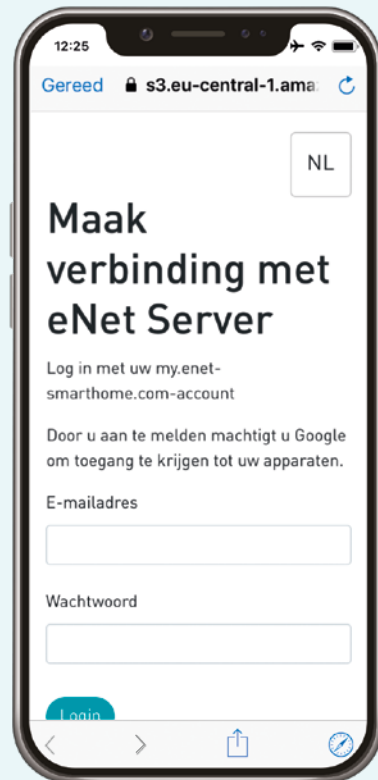 12:25
Gereed s3.eu-central-1.ama
NL
Maak
verbinding met
eNet Server
Log in met uw my.enet-
smarthome.com-account
Door u aan te melden machtigt u Google
om toegang te krijgen tot uw apparaten.
E-mailadres
Wachtwoord
Login